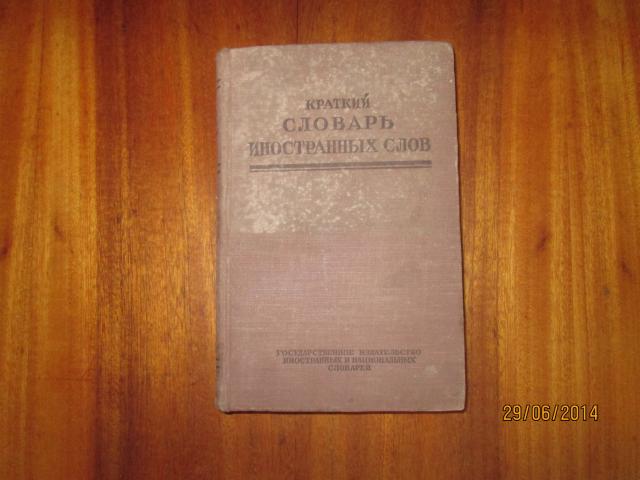 КРАТКИЙ
СЛОВАРЬ
ИНОСТРАННЫХ СЛОВ
ГОСУДАРСТВЕННОЕ ИЗДАТЕЛЬСТВО
ИНОСТРАННЫХ И НАЦИОНАЛЬНЫХ
СЛОВАРЕЙ
29/06/2014